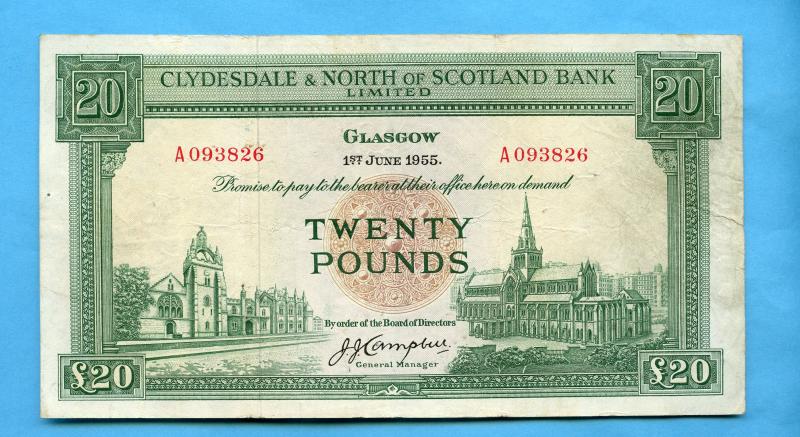 20
CLYDESDALE & NORTH OF SCOTLAND BANK
LIMITED
20
GLASGOW
A 093826
1ST JUNE 1955.
A 093826
Promise to pay to the bearer at their office here on demand
TWENTY
POUNDS
By order of the Board of Directors
J.J. Campbell
General Manager
£20
£20